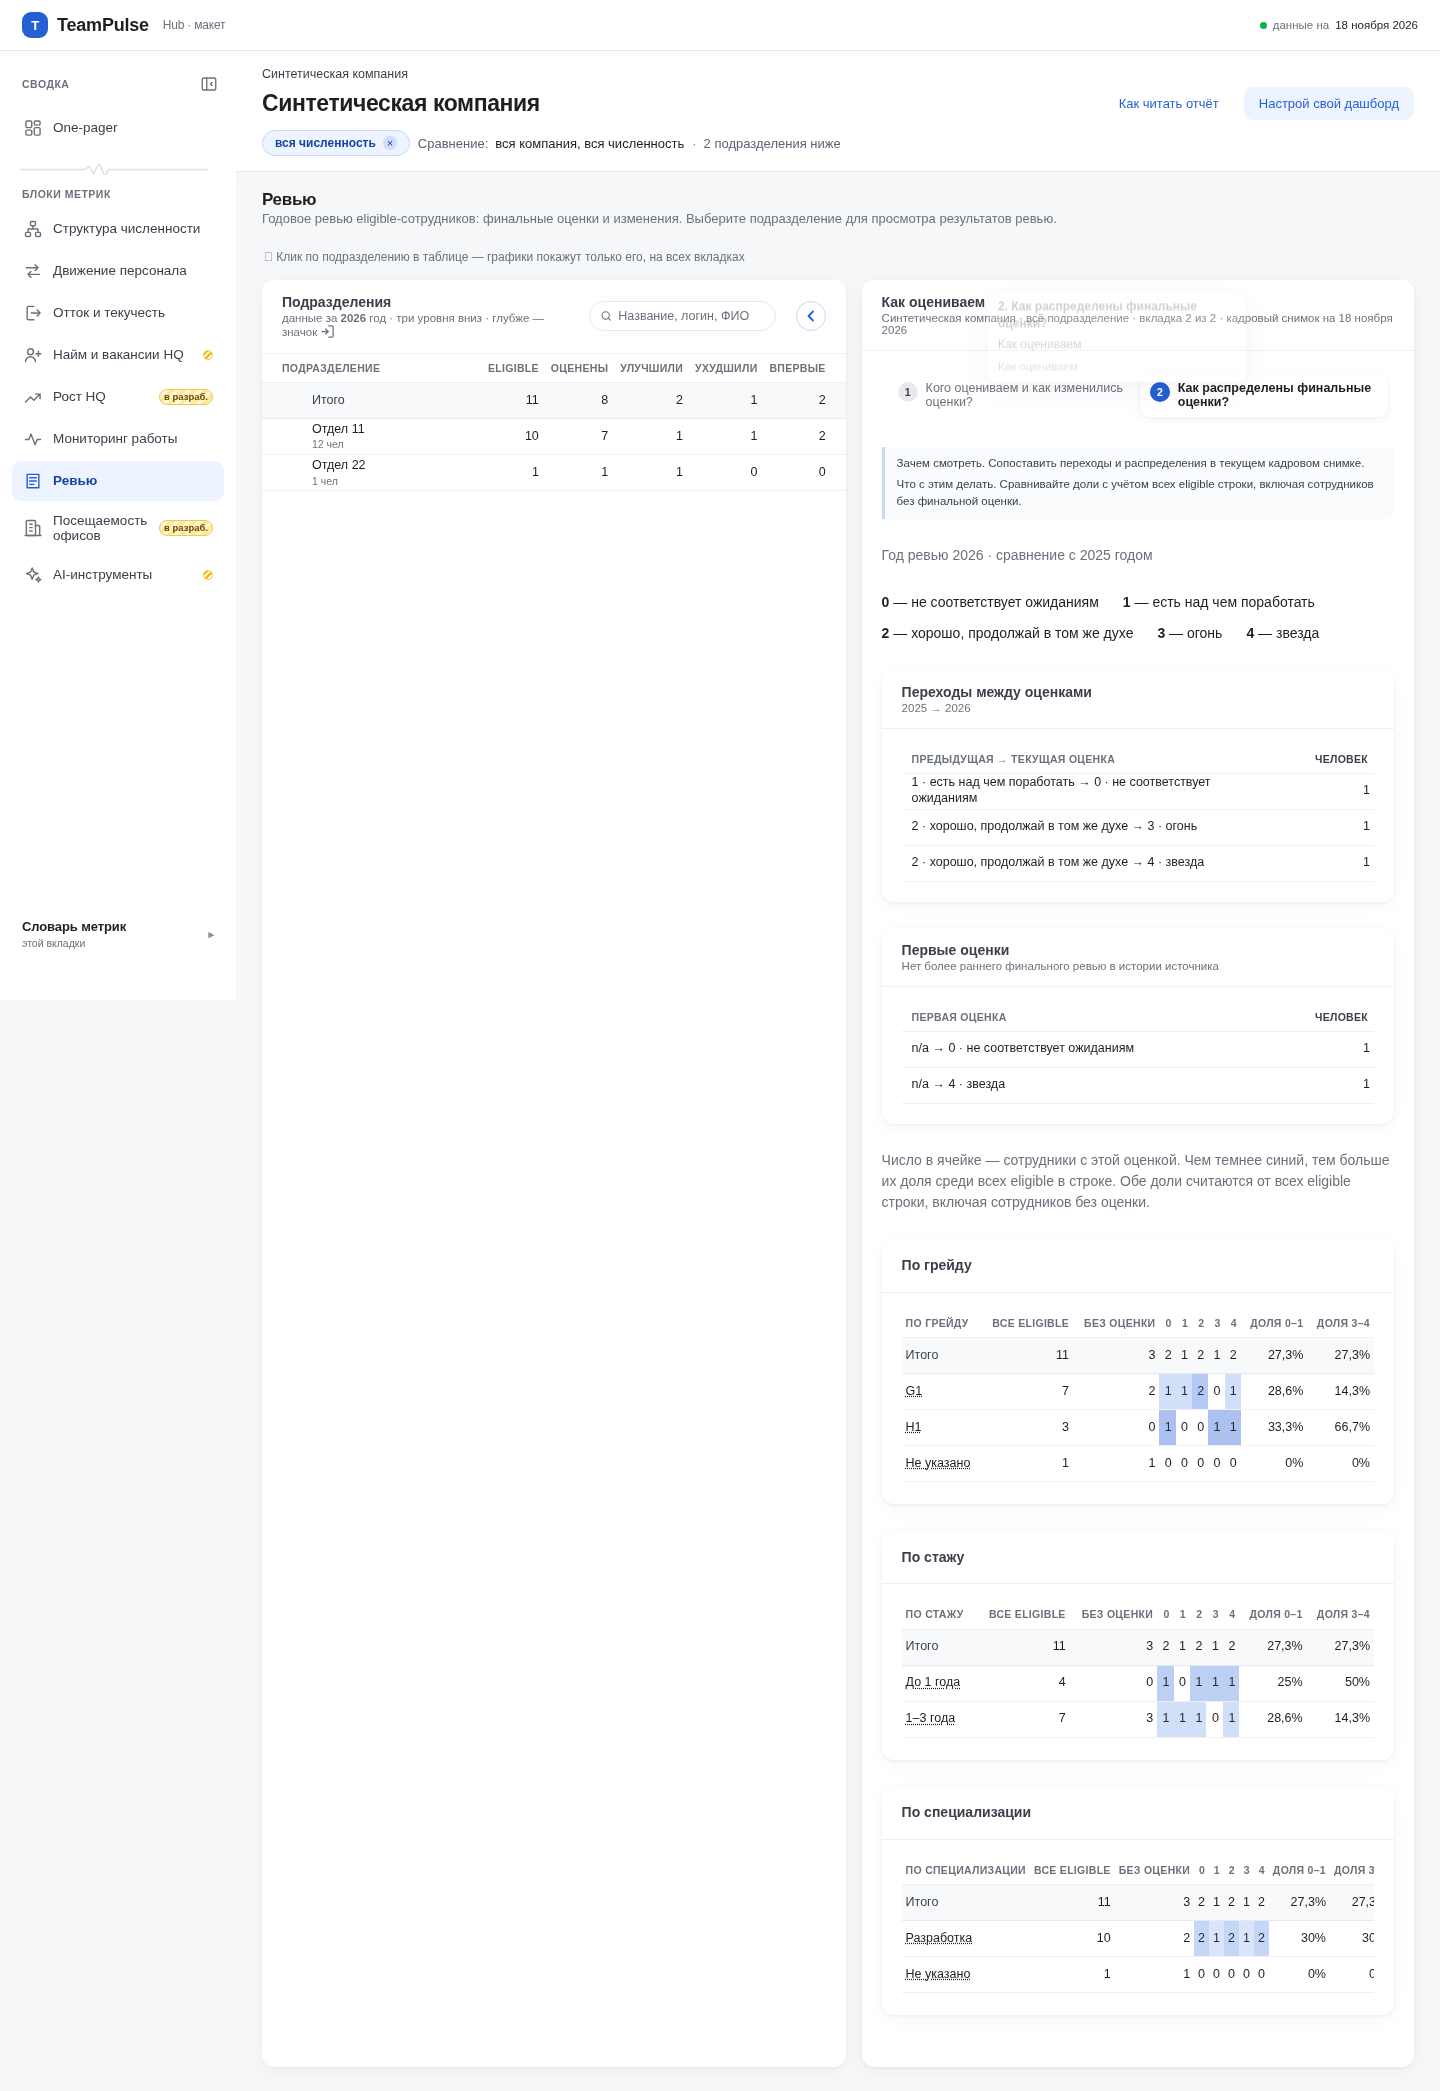 T TeamPulse Hub · макет
данные на 18 ноября 2026
СВОДКА
One-pager
БЛОКИ МЕТРИК
Структура численности
Движение персонала
Отток и текучесть
Найм и вакансии HQ
Рост HQ в разраб.
Мониторинг работы
Ревью
Посещаемость
офисов
в разраб.
AI-инструменты
Словарь метрик
этой вкладки
Синтетическая компания
Синтетическая компания
Как читать отчёт
Настрой свой дашборд
вся численность × Сравнение: вся компания, вся численность · 2 подразделения ниже
Ревью
Годовое ревью eligible-сотрудников: финальные оценки и изменения. Выберите подразделение для просмотра результатов ревью.
Клик по подразделению в таблице — графики покажут только его, на всех вкладках
Подразделения
данные за 2026 год · три уровня вниз · глубже —
значок
Название, логин, ФИО
ПОДРАЗДЕЛЕНИЕ ELIGIBLE ОЦЕНЕНЫ УЛУЧШИЛИ УХУДШИЛИ ВПЕРВЫЕ
Итого 11 8 2 1 2
Отдел 11 10 7 1 1 2
12 чел
Отдел 22 1 1 1 0 0
1 чел
Как оцениваем
Синтетическая компания · всё подразделение · вкладка 2 из 2 · кадровый снимок на 18 ноября
2026
2. Как распределены финальные
оценки?
Как оцениваем
Как оцениваем
1 Кого оцениваем и как изменились
оценки?
2 Как распределены финальные
оценки?
Зачем смотреть. Сопоставить переходы и распределения в текущем кадровом снимке.
Что с этим делать. Сравнивайте доли с учётом всех eligible строки, включая сотрудников
без финальной оценки.
Год ревью 2026 · сравнение с 2025 годом
0 — не соответствует ожиданиям 1 — есть над чем поработать
2 — хорошо, продолжай в том же духе 3 — огонь 4 — звезда
Переходы между оценками
2025 → 2026
ПРЕДЫДУЩАЯ → ТЕКУЩАЯ ОЦЕНКА ЧЕЛОВЕК
1 · есть над чем поработать → 0 · не соответствует
ожиданиям 1
2 · хорошо, продолжай в том же духе → 3 · огонь 1
2 · хорошо, продолжай в том же духе → 4 · звезда 1
Первые оценки
Нет более раннего финального ревью в истории источника
ПЕРВАЯ ОЦЕНКА ЧЕЛОВЕК
n/a → 0 · не соответствует ожиданиям 1
n/a → 4 · звезда 1
Число в ячейке — сотрудники с этой оценкой. Чем темнее синий, тем больше
их доля среди всех eligible в строке. Обе доли считаются от всех eligible
строки, включая сотрудников без оценки.
По грейду
ПО ГРЕЙДУ ВСЕ ELIGIBLE БЕЗ ОЦЕНКИ 0 1 2 3 4 ДОЛЯ 0–1 ДОЛЯ 3–4
Итого 11 3 2 1 2 1 2 27,3% 27,3%
G1 7 2 1 1 2 0 1 28,6% 14,3%
H1 3 0 1 0 0 1 1 33,3% 66,7%
Не указано 1 1 0 0 0 0 0 0% 0%
По стажу
ПО СТАЖУ ВСЕ ELIGIBLE БЕЗ ОЦЕНКИ 0 1 2 3 4 ДОЛЯ 0–1 ДОЛЯ 3–4
Итого 11 3 2 1 2 1 2 27,3% 27,3%
До 1 года 4 0 1 0 1 1 1 25% 50%
1–3 года 7 3 1 1 1 0 1 28,6% 14,3%
По специализации
ПО СПЕЦИАЛИЗАЦИИ ВСЕ ELIGIBLE БЕЗ ОЦЕНКИ 0 1 2 3 4 ДОЛЯ 0–1 ДОЛЯ 3
Итого 11 3 2 1 2 1 2 27,3% 27,3
Разработка 10 2 2 1 2 1 2 30% 30
Не указано 1 1 0 0 0 0 0 0% 0